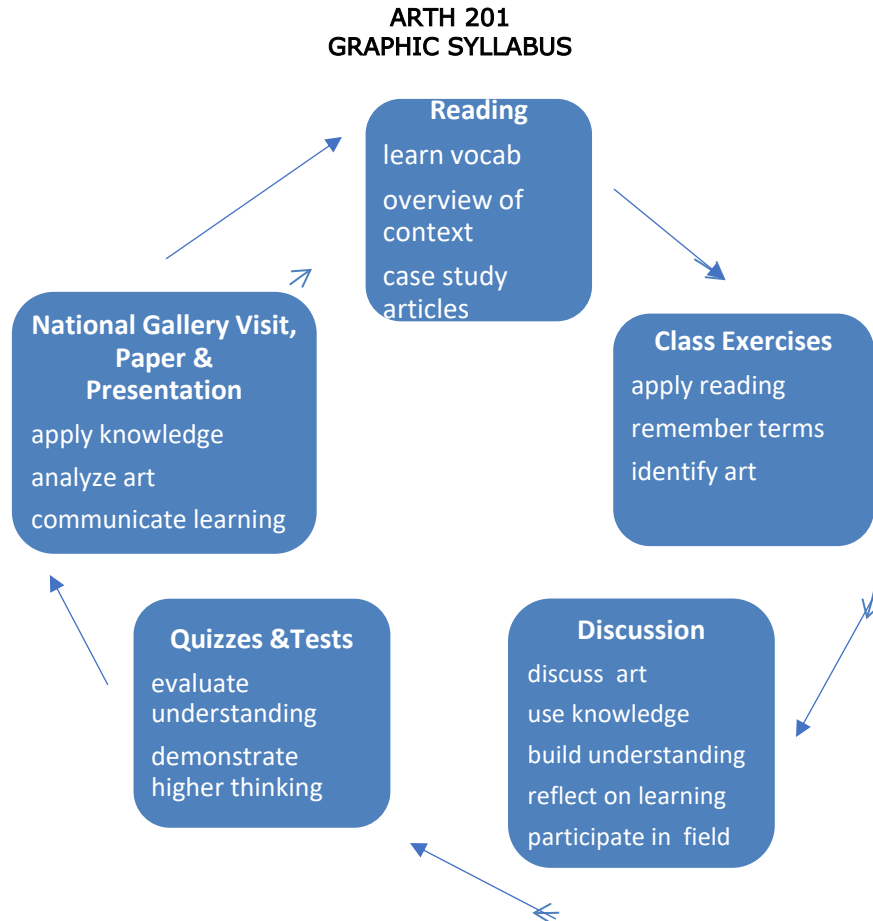 ARTH 201
GRAPHIC SYLLABUS
Reading
learn vocab
overview of
context
case study
articles
Class Exercises
apply reading
remember terms
identify art
Discussion
discuss art
use knowledge
build understanding
reflect on learning
participate in field
Quizzes &Tests
evaluate
understanding
demonstrate
higher thinking
National Gallery Visit,
Paper &
Presentation
apply knowledge
analyze art
communicate learning